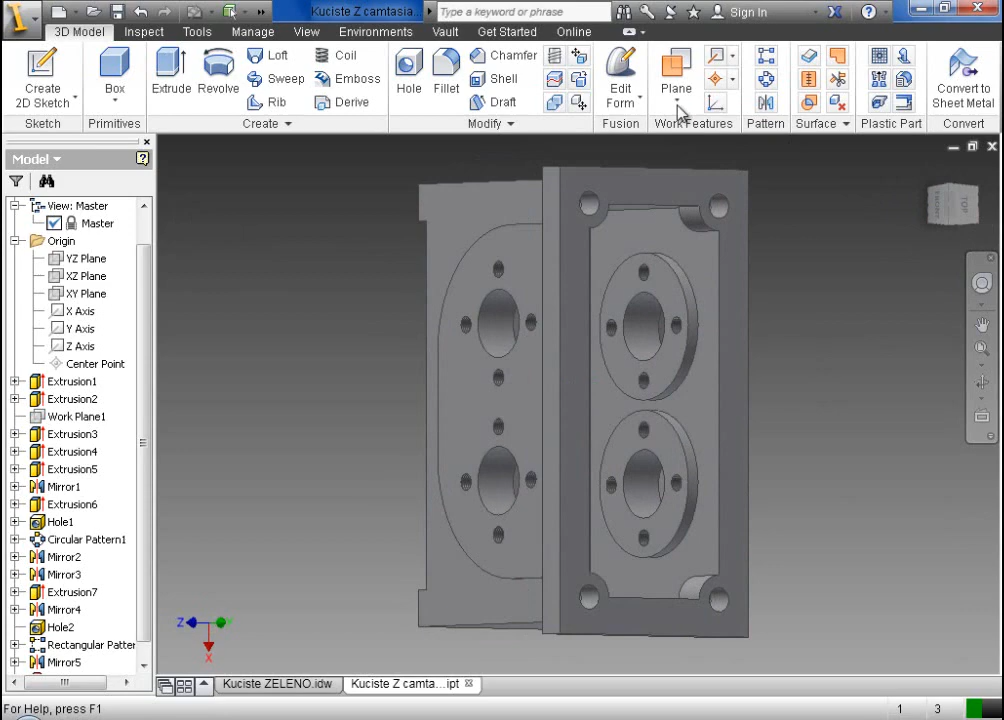 Kuciste Z camtasia...
Type a keyword or phrase
Sign In
3D Model
Inspect
Tools
Manage
View
Environments
Vault
Get Started
Online
Create
2D Sketch
Box
Extrude
Revolve
Loft
Sweep
Rib
Coil
Emboss
Derive
Hole
Fillet
Chamfer
Shell
Draft
Edit
Form
Plane
Convert to
Sheet Metal
Sketch
Primitives
Create
Modify
Fusion
Work Features
Pattern
Surface
Plastic Part
Convert
Model
View: Master
Master
Origin
YZ Plane
XZ Plane
XY Plane
X Axis
Y Axis
Z Axis
Center Point
Extrusion1
Extrusion2
Work Plane1
Extrusion3
Extrusion4
Extrusion5
Mirror1
Extrusion6
Hole1
Circular Pattern1
Mirror2
Mirror3
Extrusion7
Mirror4
Hole2
Rectangular Patter
Mirror5
TOP
Z
X
Kuciste ZELENO.idw
Kuciste Z camta...ipt
For Help, press F1
1
3